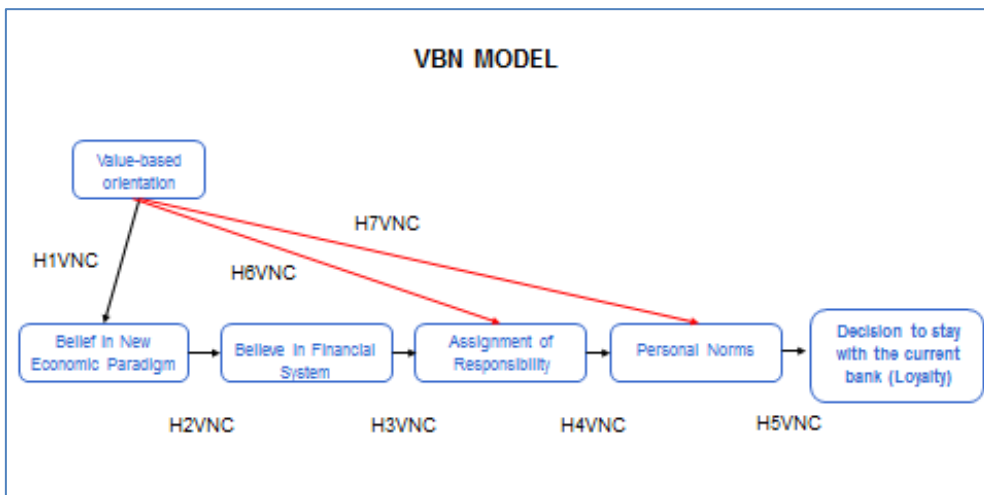 VBN MODEL
Value-based
orientation
H7VNC
H1VNC
H6VNC
Belief in New
Economic Paradigm
Believe in Financial
System
Assignment of
Responsibility
Personal Norms
Decision to stay
with the current
bank (Loyalty)
H2VNC
H3VNC
H4VNC
H5VNC